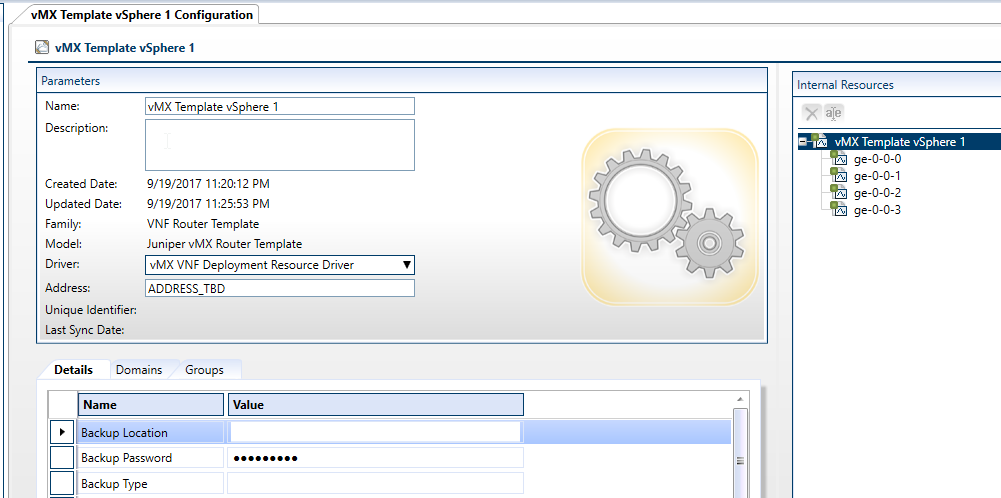 vMX Template vSphere 1 Configuration
vMX Template vSphere 1
Parameters
Name: vMX Template vSphere 1
Description:
Created Date: 9/19/2017 11:20:12 PM
Updated Date: 9/19/2017 11:25:53 PM
Family: VNF Router Template
Model: Juniper vMX Router Template
Driver: vMX VNF Deployment Resource Driver
Address: ADDRESS_TBD
Unique Identifier:
Last Sync Date:
Internal Resources
a|e
vMX Template vSphere 1
ge-0-0-0
ge-0-0-1
ge-0-0-2
ge-0-0-3
Details Domains Groups
Name Value
Backup Location
Backup Password ●●●●●●●●●
Backup Type